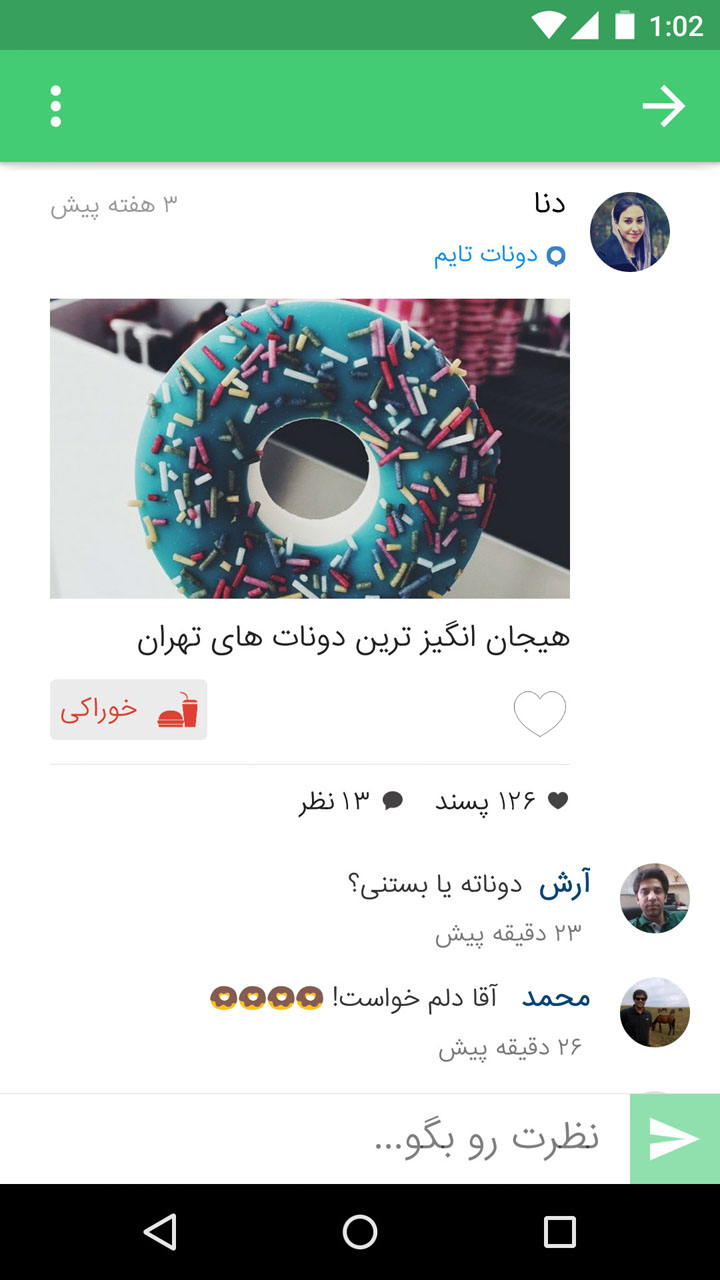 1:02
دنا
۳ هفته پیش
دونات تایم
هیجان انگیز ترین دونات های تهران
خوراکی
۱۲۶ پسند
۱۳ نظر
آرش دوناته یا بستنی؟
۲۳ دقیقه پیش
محمد آقا دلم خواست! 🍩🍩🍩🍩
۲۶ دقیقه پیش
نظرت رو بگو...